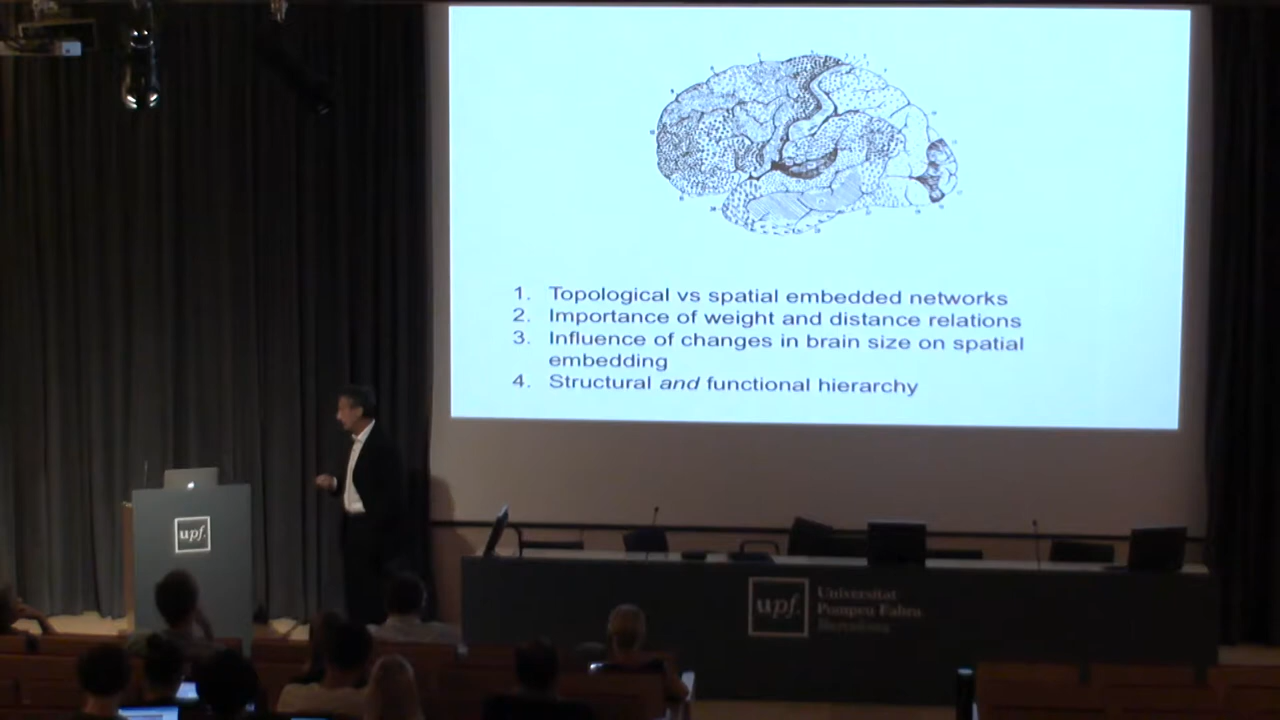 1. Topological vs spatial embedded networks
2. Importance of weight and distance relations
3. Influence of changes in brain size on spatial
embedding
4. Structural and functional hierarchy
upf.
upf.
Universitat
Pompeu Fabra
Barcelona